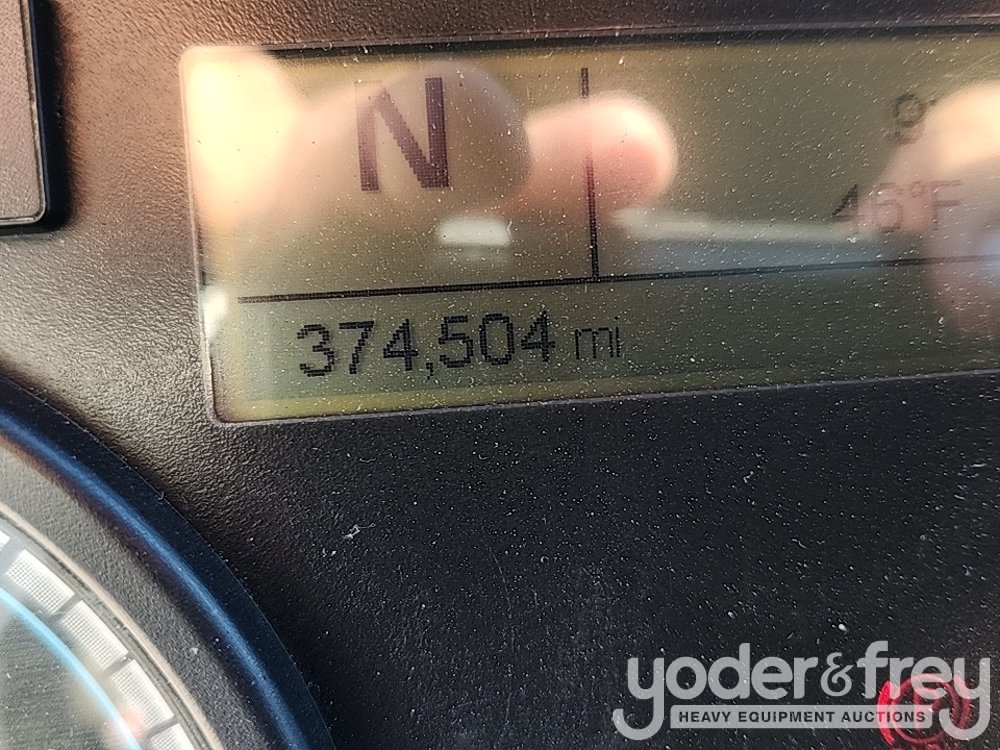 N
46°F
374,504 mi
yoder&frey
HEAVY EQUIPMENT AUCTIONS